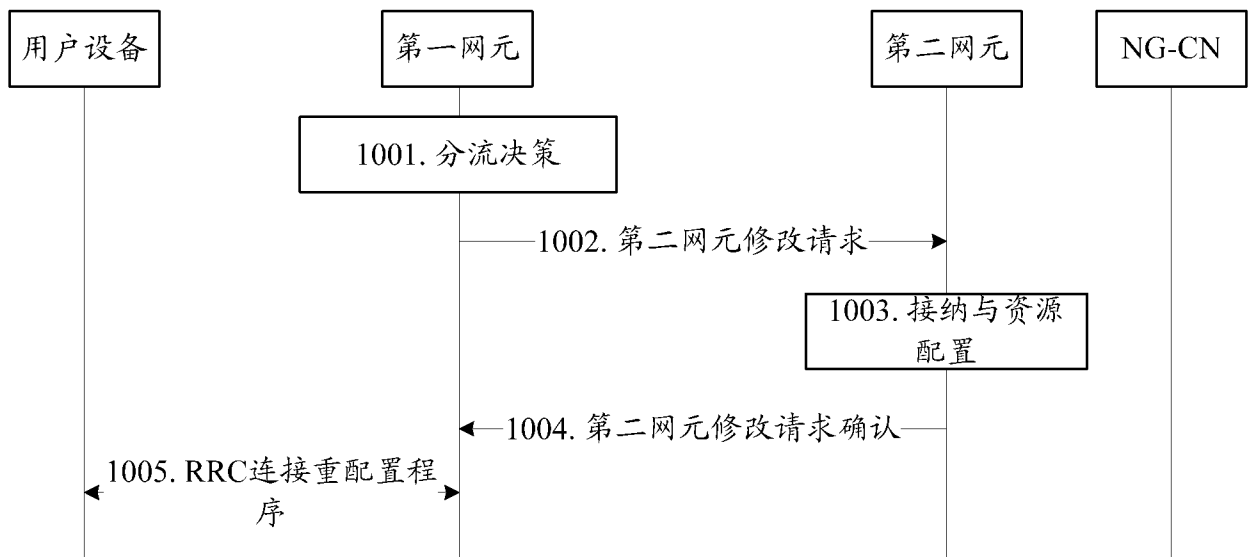 用户设备
第一网元
第二网元
NG-CN
1001. 分流决策
1002. 第二网元修改请求
1003. 接纳与资源
配置
1004. 第二网元修改请求确认
1005. RRC连接重配置程
序